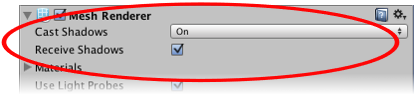 Mesh Renderer
Cast Shadows On
Receive Shadows
Materials
Use Light Probes